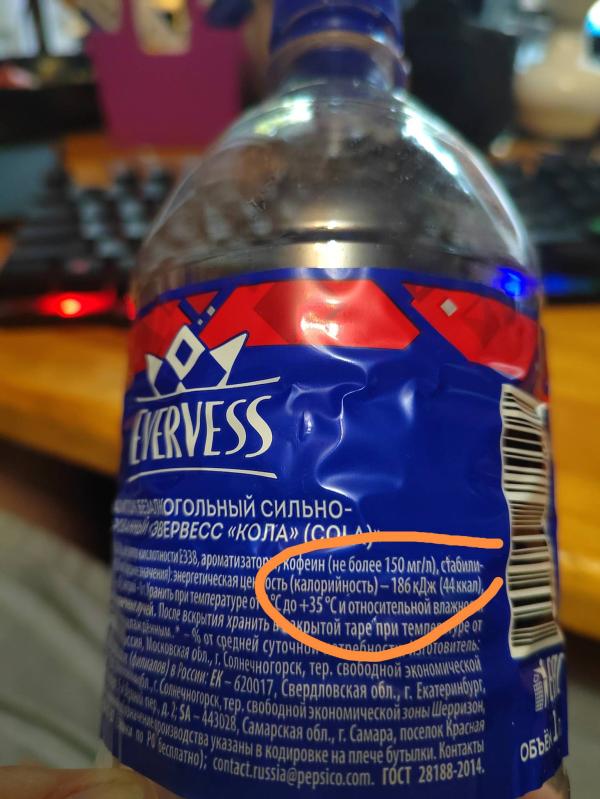 EVERVESS
БЕЗАЛКОГОЛЬНЫЙ СИЛЬНО-
«ЭВЕРВЕСС «КОЛА» (COLA)»
кислотности Е338, ароматизатор, кофеин (не более 150 мг/л), стабили-
энергетическая ценность (калорийность) – 186 кДж (44 ккал)
Хранить при температуре от °С до +35 °С и относительной влажно
После вскрытия хранить в закрытой таре при температуре от
* – % от средней суточной потребности. Изготовитель:
Московская обл., г. Солнечногорск, тер. свободной экономической
(филиалов) в России: ЕК – 620017, Свердловская обл., г. Екатеринбург,
г. Солнечногорск, тер. свободной экономической зоны Шерризон,
д. 2; SA – 443028, Самарская обл., г. Самара, поселок Красная
производства указаны в кодировке на плече бутылки. Контакты
по РФ бесплатно); contact.russia@pepsico.com. ГОСТ 28188-2014.
ОБЪЁМ 1